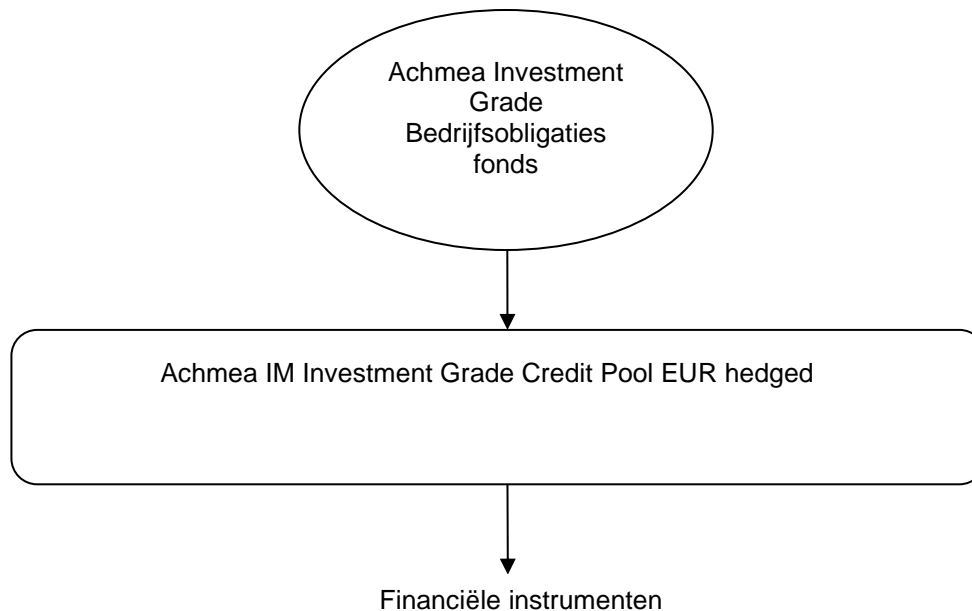 Achmea Investment
Grade
Bedrijfsobligaties
fonds
Achmea IM Investment Grade Credit Pool EUR hedged
Financiële instrumenten